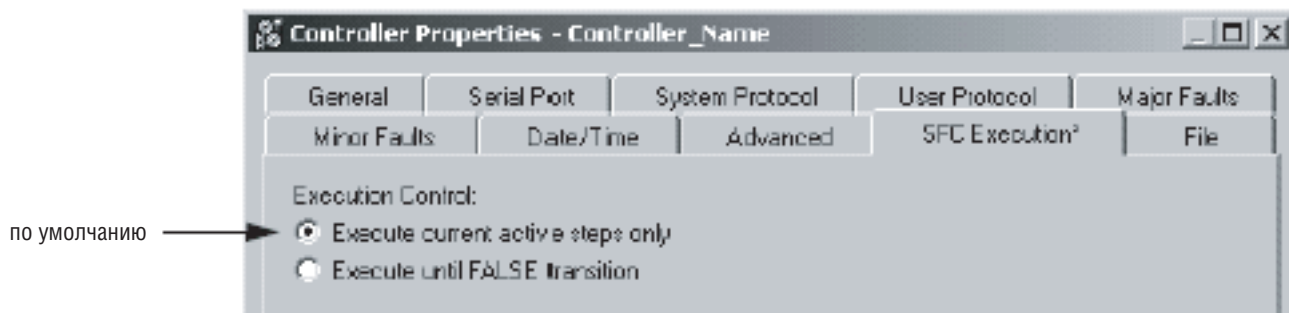 Controller Properties - Controller_Name
General Serial Port System Protocol User Protocol Major Faults
Minor Faults Date/Time Advanced SFC Execution* File
Execution Control:
по умолчанию
Execute current active steps only
Execute until FALSE transition